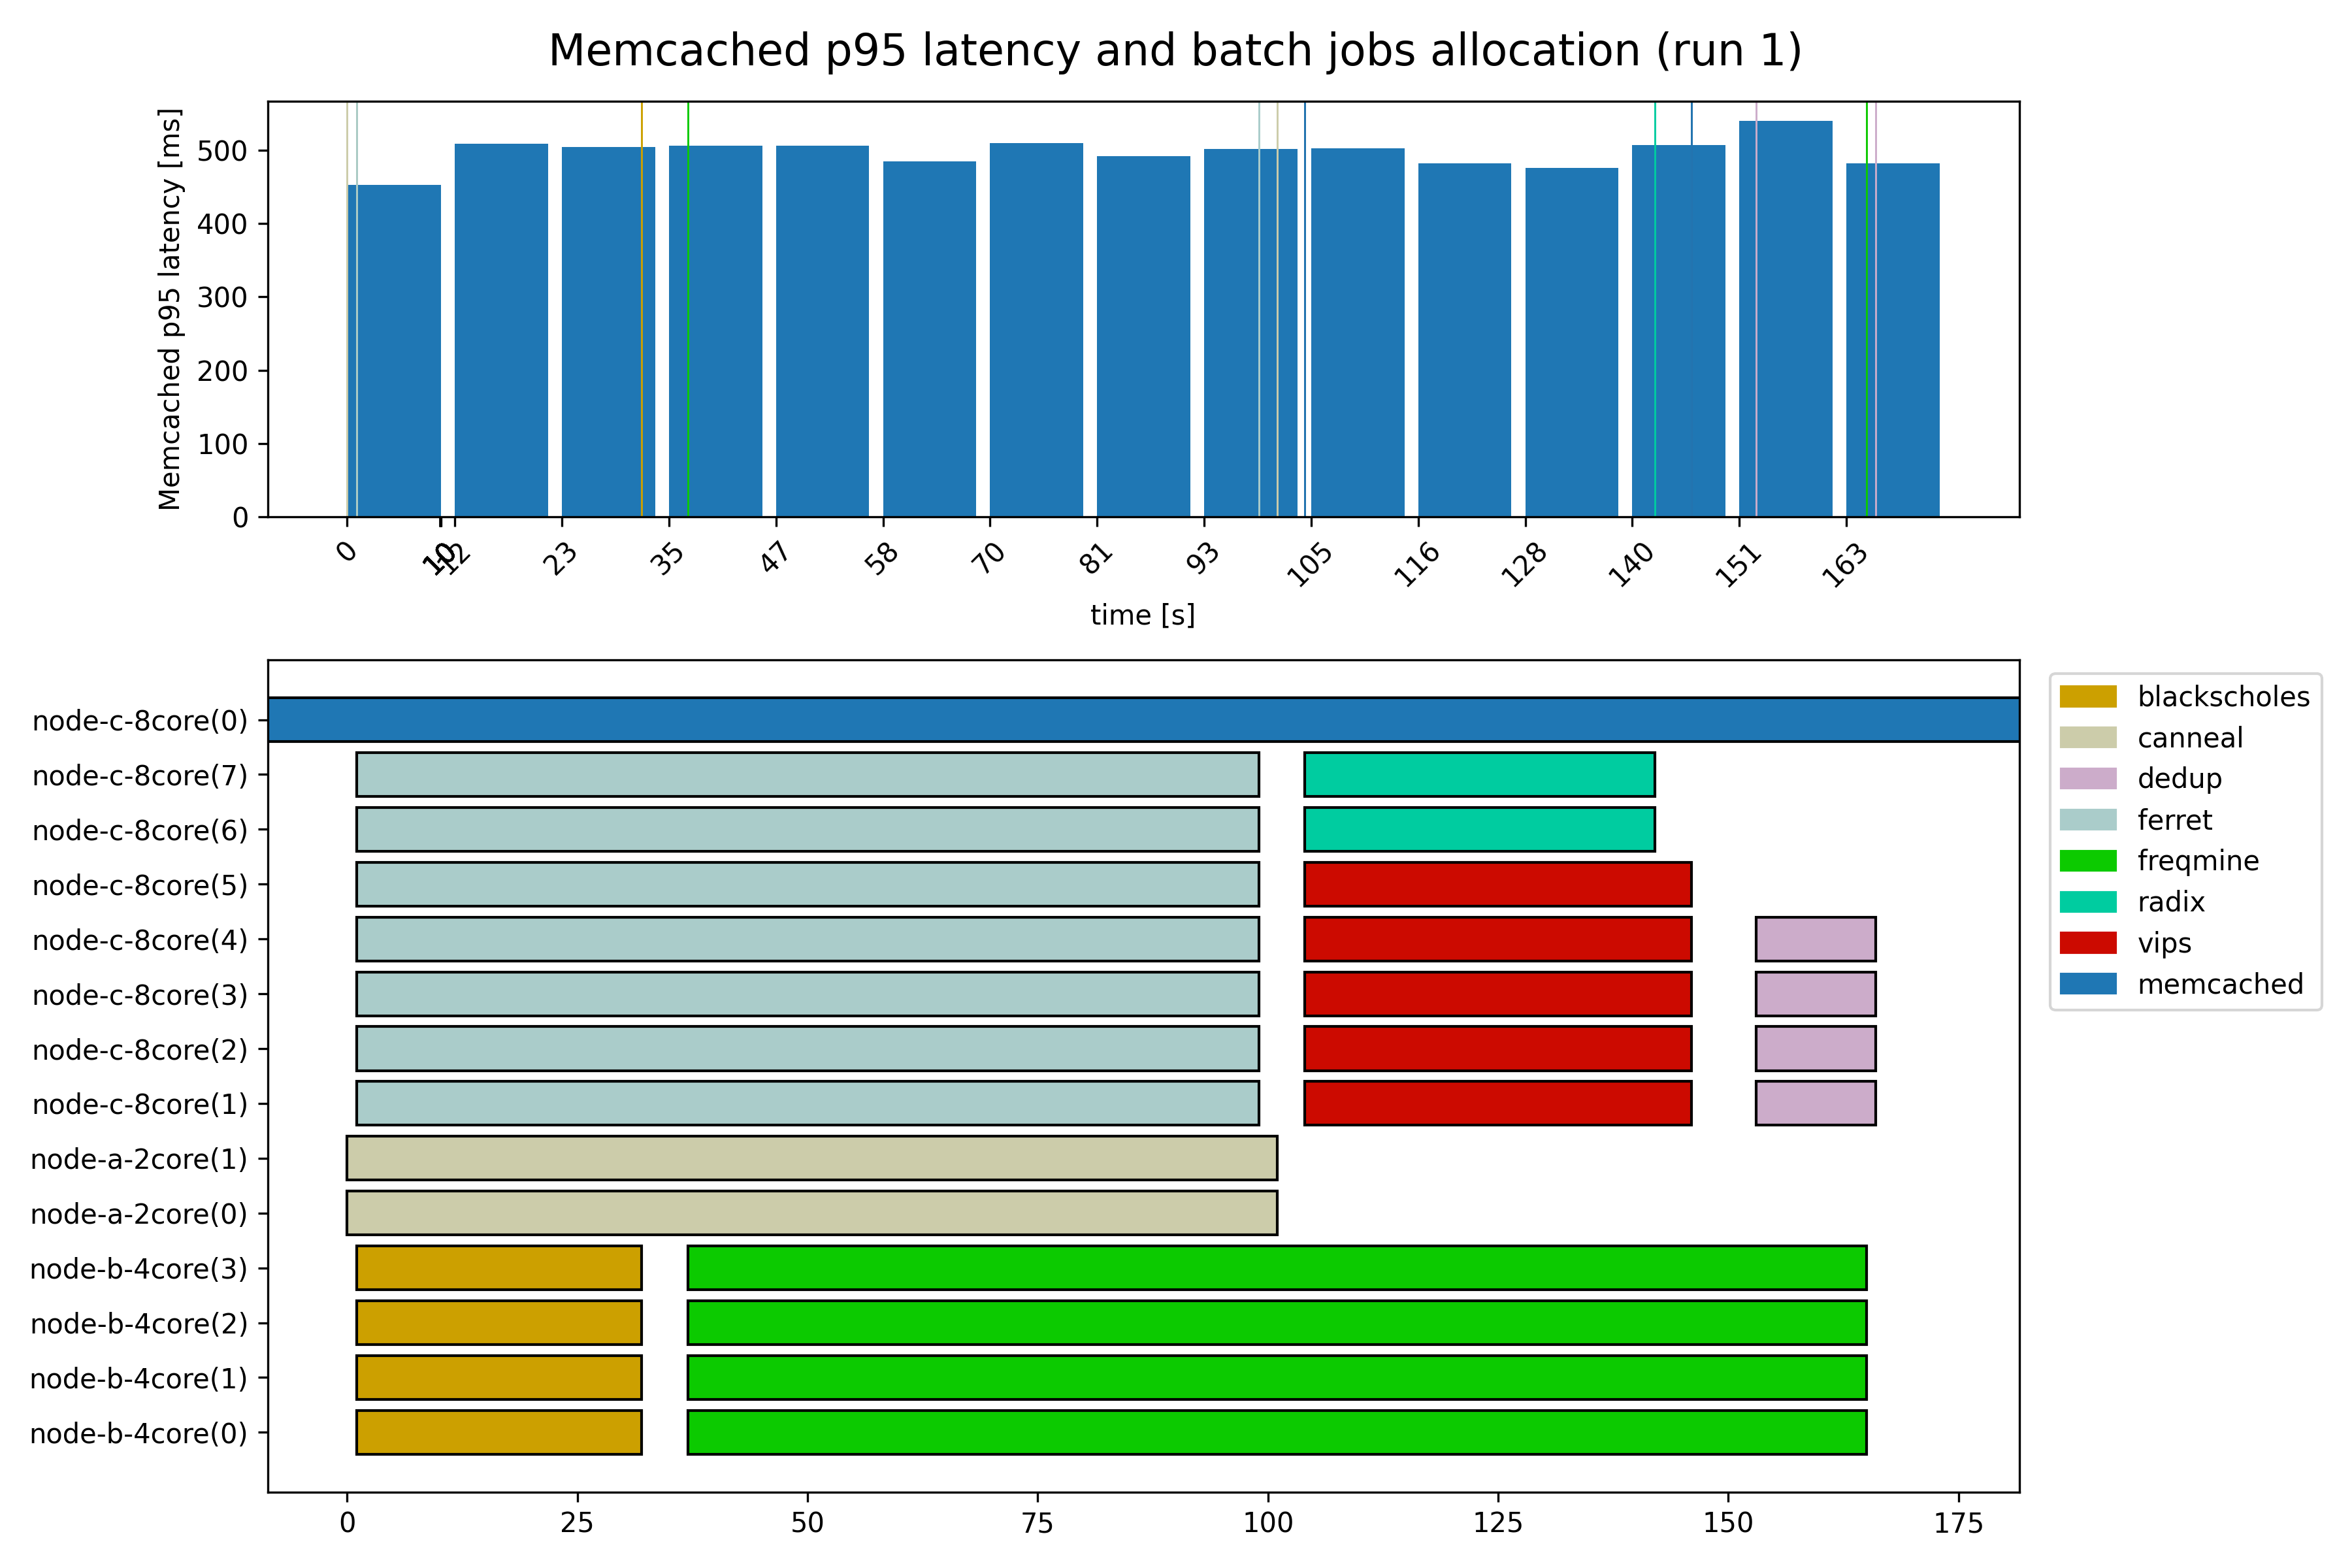 Memcached p95 latency and batch jobs allocation (run 1)
Memcached p95 latency [ms]
500
400
300
200
100
0
0 10 12 23 35 47 58 70 81 93 105 116 128 140 151 163
time [s]
node-c-8core(0)
node-c-8core(7)
node-c-8core(6)
node-c-8core(5)
node-c-8core(4)
node-c-8core(3)
node-c-8core(2)
node-c-8core(1)
node-a-2core(1)
node-a-2core(0)
node-b-4core(3)
node-b-4core(2)
node-b-4core(1)
node-b-4core(0)
0 25 50 75 100 125 150 175
blackscholes
canneal
dedup
ferret
freqmine
radix
vips
memcached